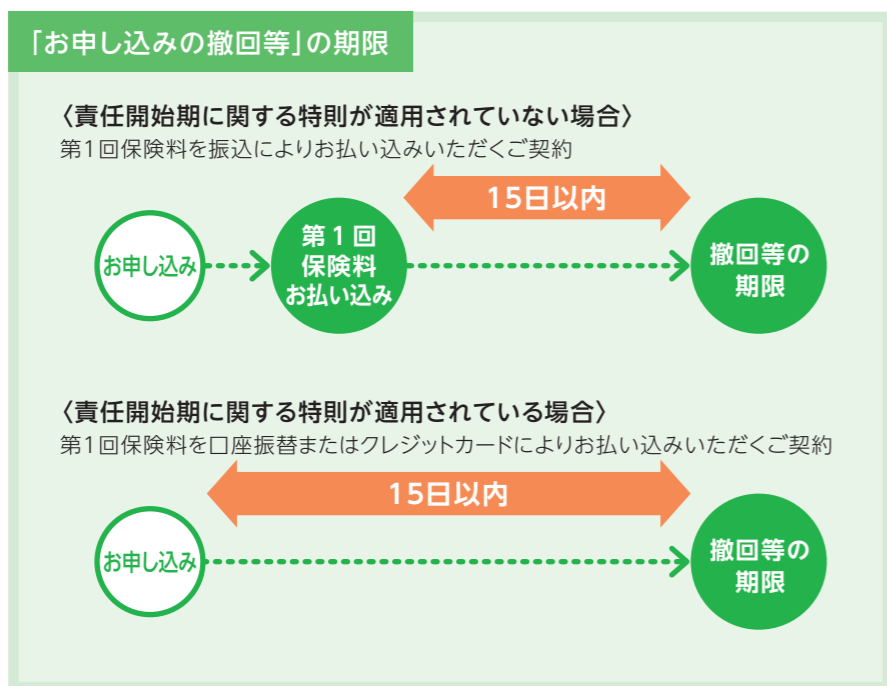 「お申し込みの撤回等」の期限
〈責任開始期に関する特則が適用されていない場合〉
第1回保険料を振込によりお払い込みいただくご契約
15日以内
お申し込み
第1回
保険料
お払い込み
撤回等の
期限
〈責任開始期に関する特則が適用されている場合〉
第1回保険料を口座振替またはクレジットカードによりお払い込みいただくご契約
15日以内
お申し込み
撤回等の
期限